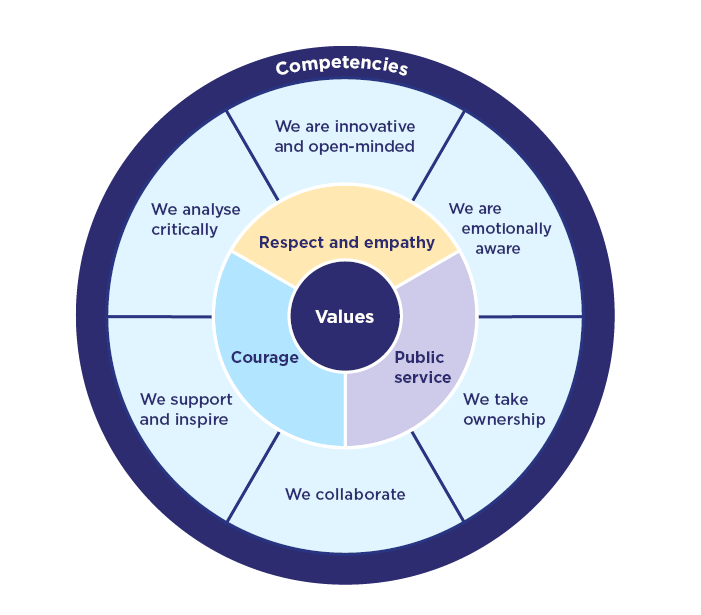 Competencies
We are innovative
and open-minded
We are
emotionally
aware
We take
ownership
We collaborate
We support
and inspire
We analyse
critically
Respect and empathy
Public
service
Courage
Values